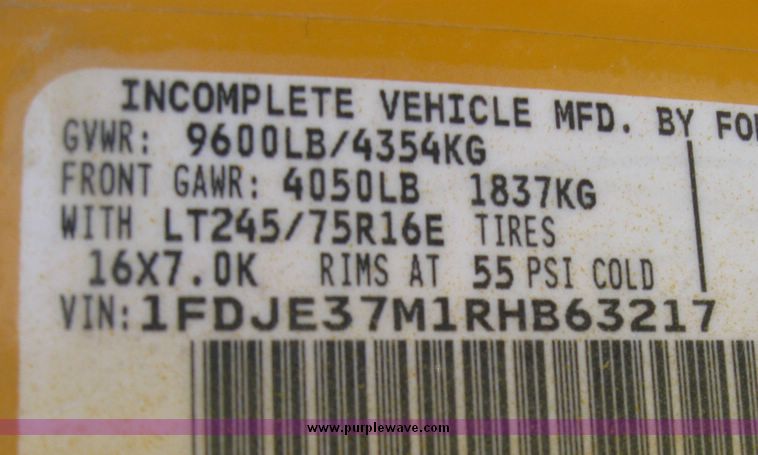 INCOMPLETE VEHICLE MFD. BY FO
GVWR: 9600LB/4354KG
FRONT GAWR: 4050LB 1837KG
WITH LT245/75R16E TIRES
16X7.0K RIMS AT 55 PSI COLD
VIN: 1FDJE37M1RHB63217
www.purplewave.com